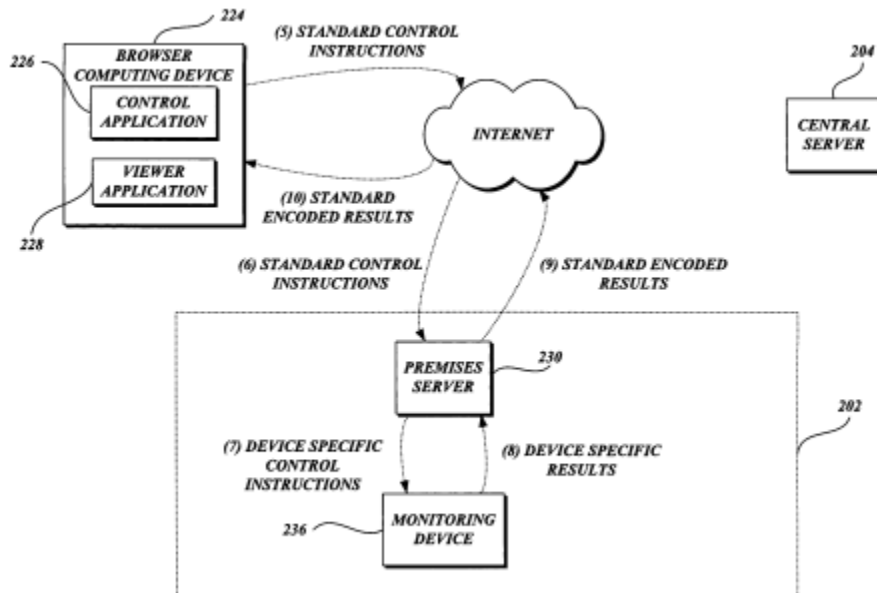 224
(5) STANDARD CONTROL
INSTRUCTIONS
204
BROWSER
COMPUTING DEVICE
226
CONTROL
APPLICATION
INTERNET
CENTRAL
SERVER
VIEWER
APPLICATION
(10) STANDARD
ENCODED RESULTS
228
(6) STANDARD CONTROL
INSTRUCTIONS
(9) STANDARD ENCODED
RESULTS
PREMISES
SERVER
230
202
(7) DEVICE SPECIFIC
CONTROL
INSTRUCTIONS
(8) DEVICE SPECIFIC
RESULTS
MONITORING
DEVICE
236